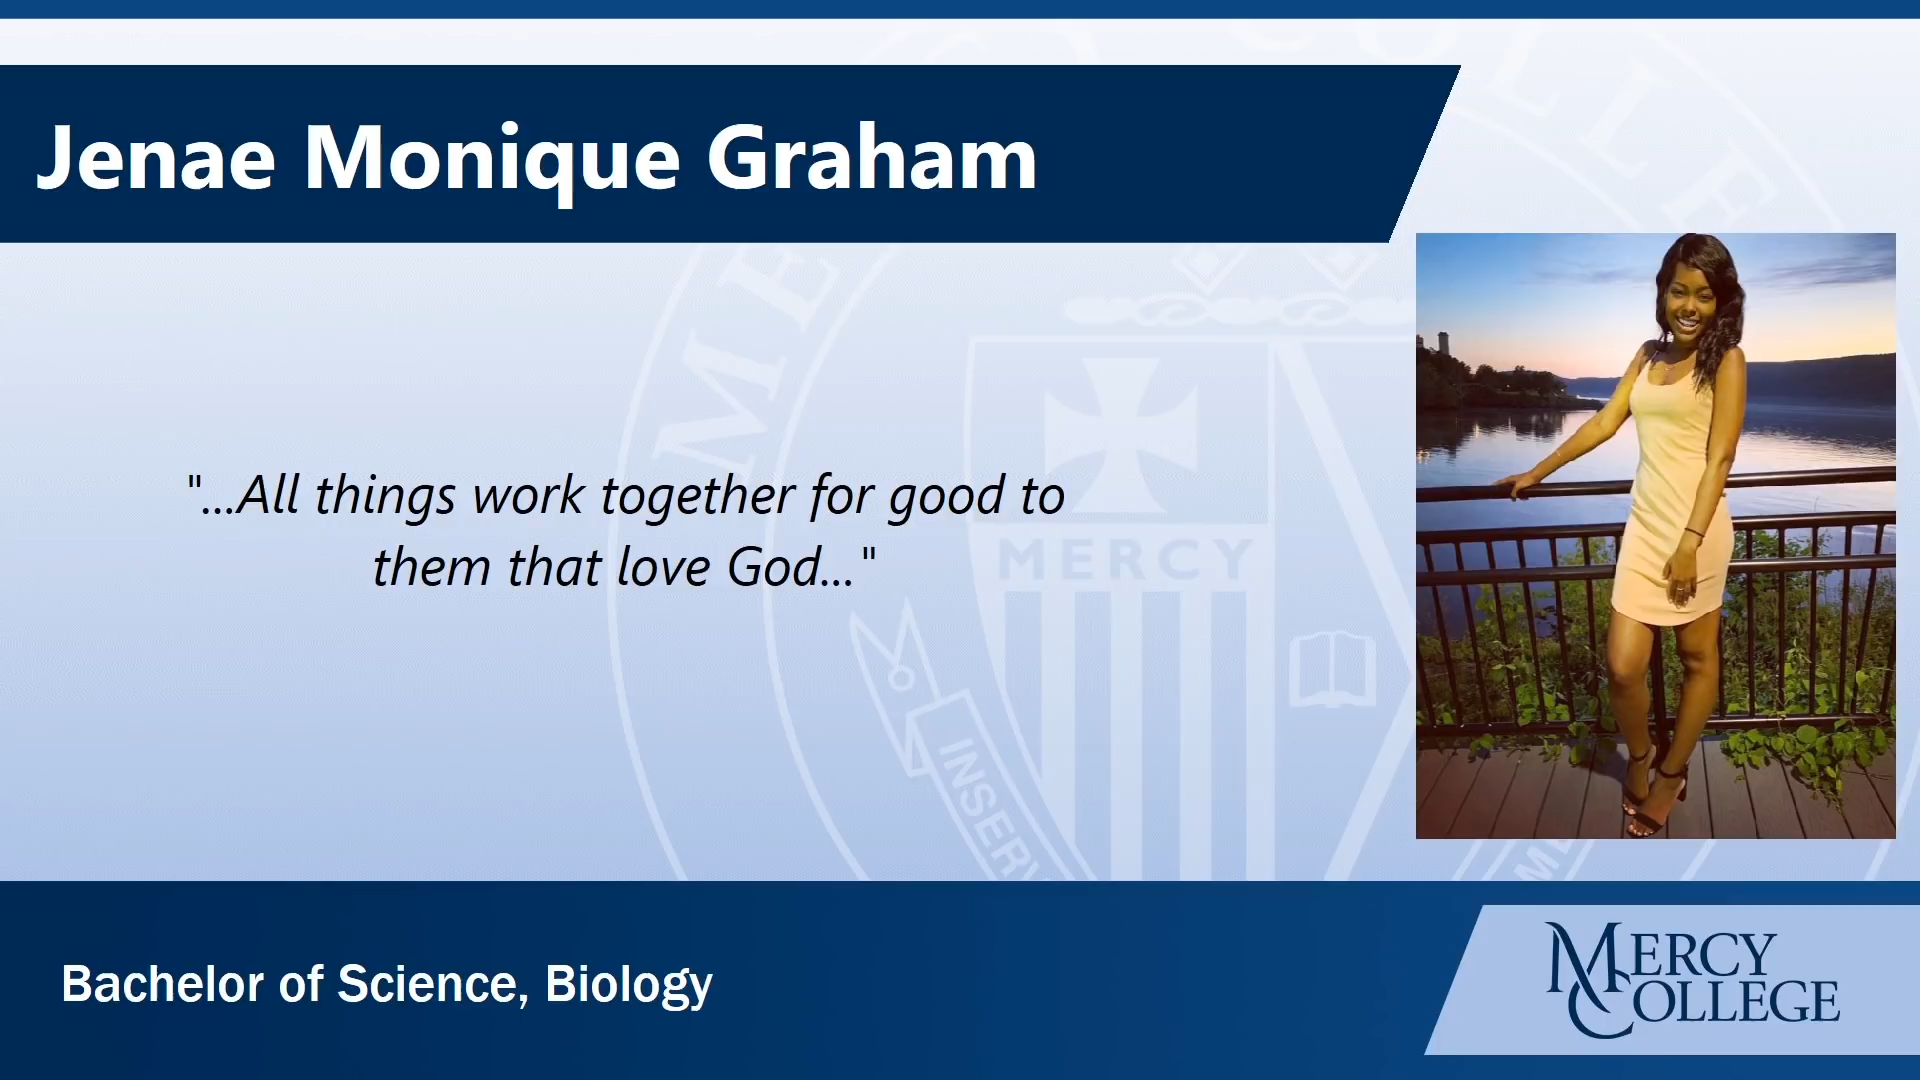 Jenae Monique Graham
"...All things work together for good to
them that love God..."
MERCY
Bachelor of Science, Biology
MERCY
COLLEGE